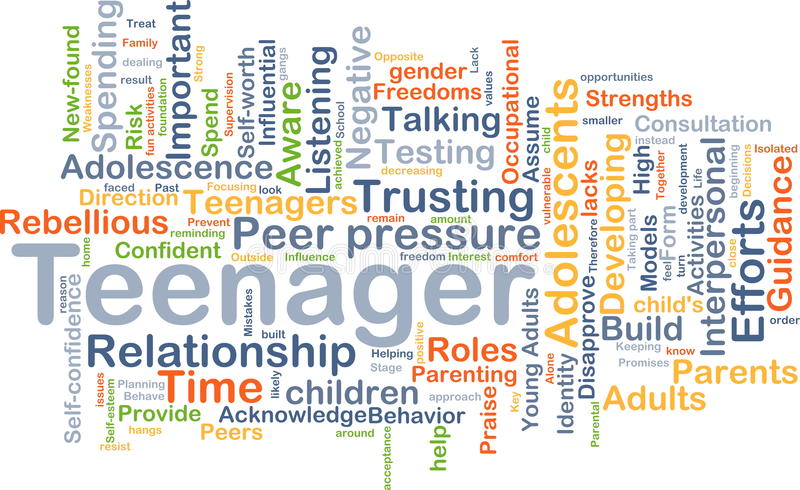 Treat
Family
dealing
result
New-found
Weaknesses
Spending
Risk
fun activities
foundation
Important
Strong
Spend
Supervision
Self-worth
Influential
gangs
Aware
Listening
School
achieved
Negative
Opposite
gender
Lack
values
Freedoms
Talking
Testing
decreasing
Occupational
Assume
child
vulnerable
Adolescents
opportunities
Strengths
smaller
Consultation
instead
Isolated
Adolescence
faced
Past
Focusing
look
Direction
Teenagers
Trusting
Rebellious
Prevent
remain
amount
reminding
Peer pressure
Confident
Outside
Influence
freedom
Interest
comfort
home
Teenager
lacks
Therefore
Developing
High
Together
development
Life
Decisions
beginning
Taking part
Models
Form
feel
turn
Activities
Interpersonal
close
Efforts
Guidance
order
reason
Self-confidence
Mistakes
built
Relationship
Helping
Stage
positive
Roles
Parenting
Young Adults
Alone
Identity
Disapprove
child's
Build
Keeping
know
Promises
Parents
Adults
issues
Planning
Behave
Time
likely
children
approach
Self-esteem
Provide
Acknowledge
Behavior
Praise
Key
Parental
hangs
resist
Peers
around
acceptance
help